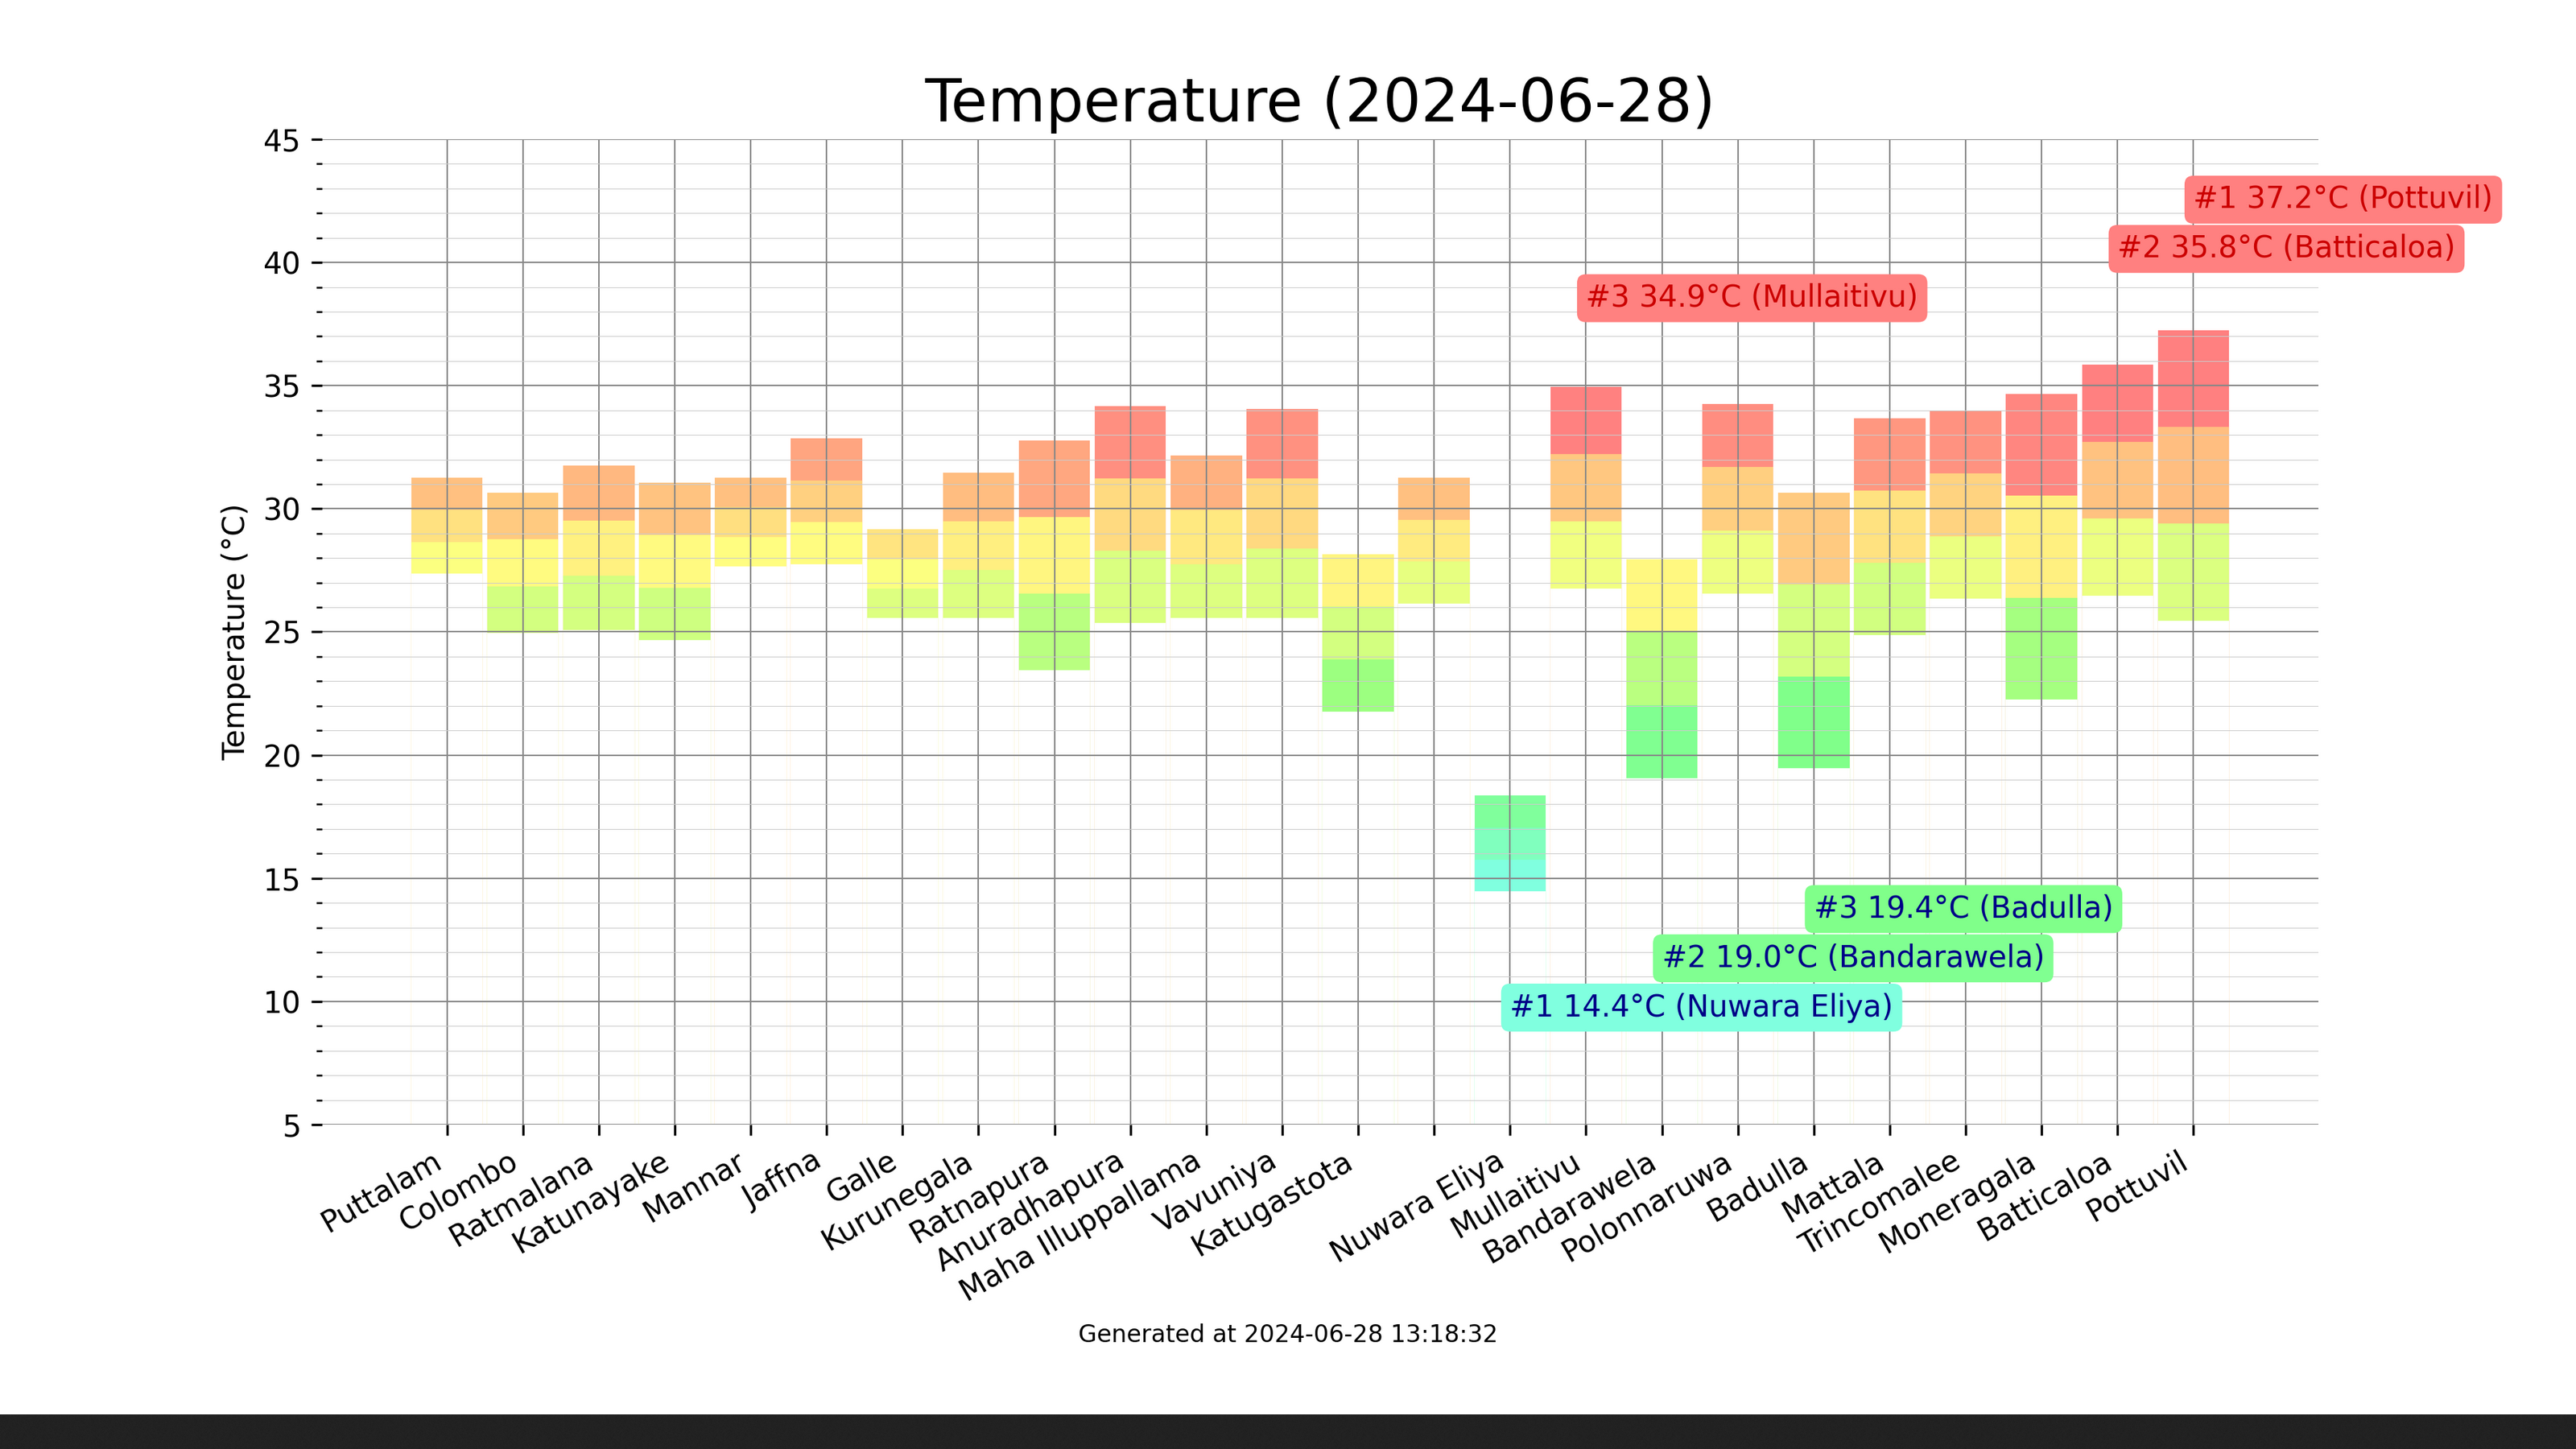 Temperature (2024-06-28)
45
40
35
30
25
20
15
10
5
Temperature (°C)
#1 37.2°C (Pottuvil)
#2 35.8°C (Batticaloa)
#3 34.9°C (Mullaitivu)
#3 19.4°C (Badulla)
#2 19.0°C (Bandarawela)
#1 14.4°C (Nuwara Eliya)
Puttalam
Colombo
Ratmalana
Katunayake
Mannar
Jaffna
Galle
Kurunegala
Ratnapura
Anuradhapura
Maha Illuppallama
Vavuniya
Katugastota
Nuwara Eliya
Mullaitivu
Bandarawela
Polonnaruwa
Badulla
Mattala
Trincomalee
Moneragala
Batticaloa
Pottuvil
Generated at 2024-06-28 13:18:32